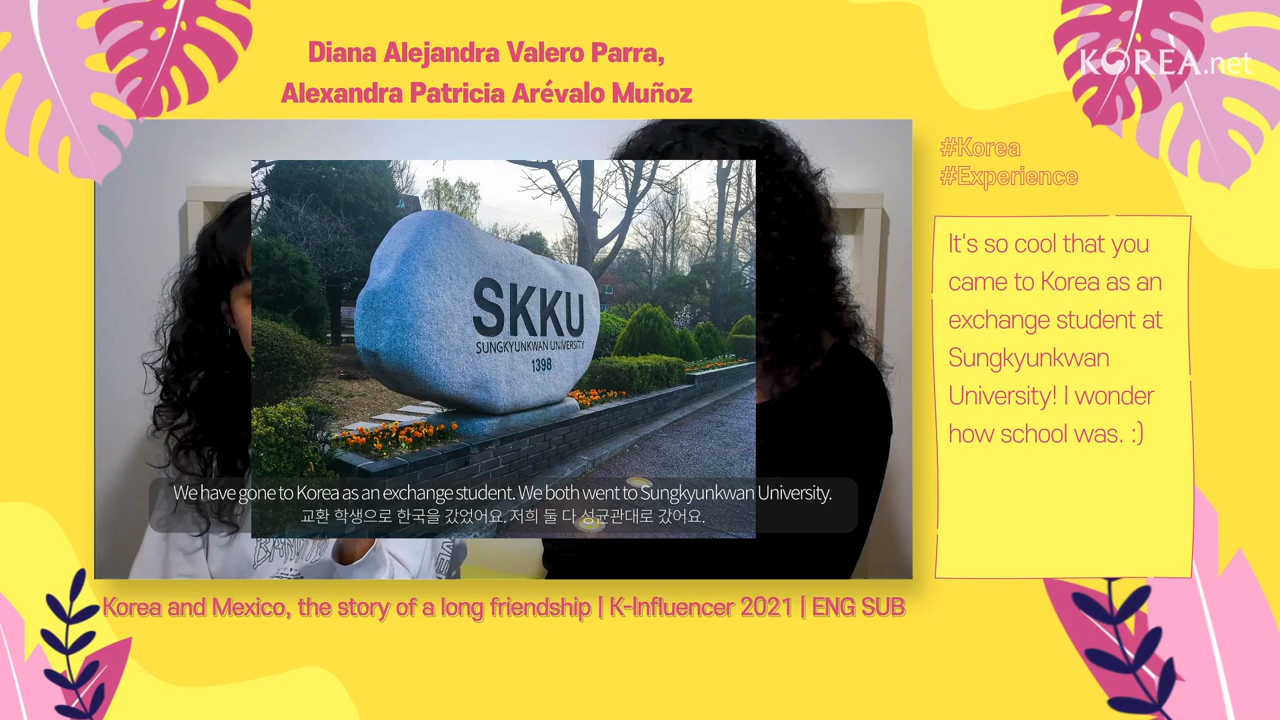 Diana Alejandra Valero Parra,
Alexandra Patricia Arévalo Muñoz
KOREA.net
#Korea
#Experience
It's so cool that you
came to Korea as an
exchange student at
Sungkyunkwan
University! I wonder
how school was. :)
SKKU
SUNGKYUNKWAN UNIVERSITY
1398
We have gone to Korea as an exchange student. We both went to Sungkyunkwan University.
교환 학생으로 한국을 갔었어요. 저희 둘 다 성균관대로 갔어요.
Korea and Mexico, the story of a long friendship | K-Influencer 2021 | ENG SUB